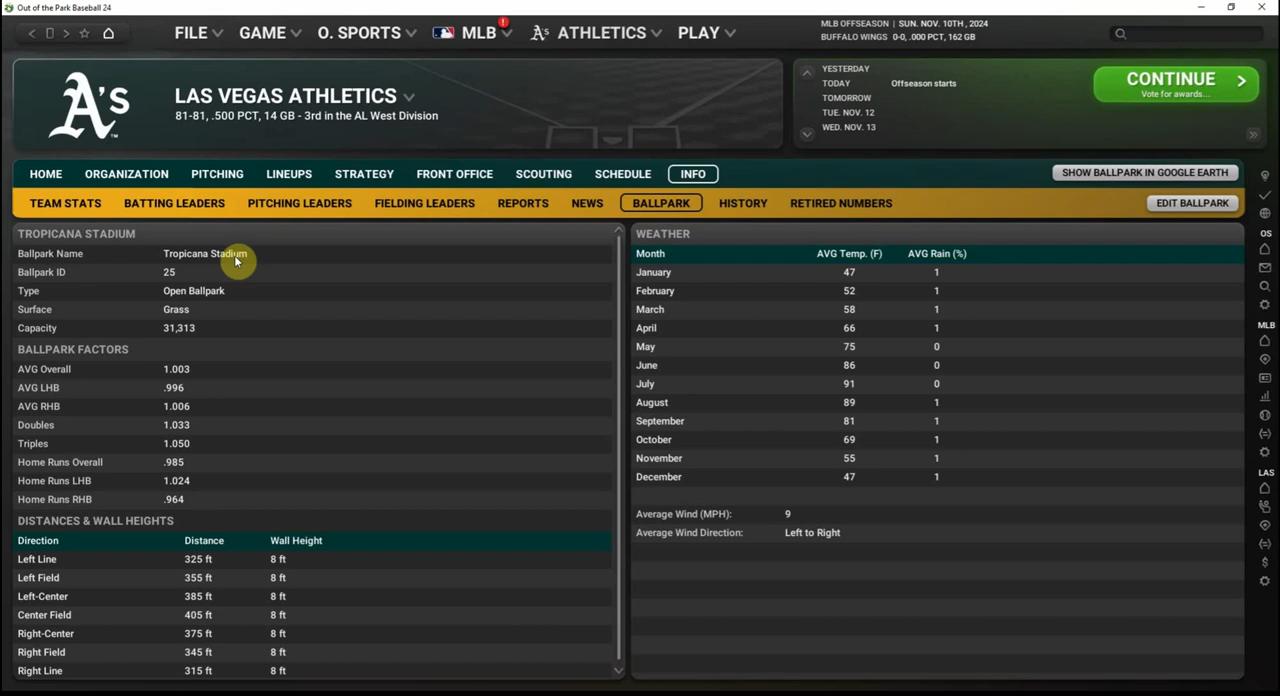 Out of the Park Baseball 24
FILE GAME O. SPORTS MLB ! A's ATHLETICS PLAY
MLB OFFSEASON | SUN. NOV. 10TH , 2024
BUFFALO WINGS 0-0, .000 PCT, 162 GB
A's
LAS VEGAS ATHLETICS
81-81, .500 PCT, 14 GB - 3rd in the AL West Division
YESTERDAY
TODAY Offseason starts
TOMORROW
TUE. NOV. 12
WED. NOV. 13
CONTINUE
Vote for awards...
HOME ORGANIZATION PITCHING LINEUPS STRATEGY FRONT OFFICE SCOUTING SCHEDULE INFO SHOW BALLPARK IN GOOGLE EARTH
TEAM STATS BATTING LEADERS PITCHING LEADERS FIELDING LEADERS REPORTS NEWS BALLPARK HISTORY RETIRED NUMBERS EDIT BALLPARK
TROPICANA STADIUM
Ballpark Name Tropicana Stadium
Ballpark ID 25
Type Open Ballpark
Surface Grass
Capacity 31,313
BALLPARK FACTORS
AVG Overall 1.003
AVG LHB .996
AVG RHB 1.006
Doubles 1.033
Triples 1.050
Home Runs Overall .985
Home Runs LHB 1.024
Home Runs RHB .964
DISTANCES & WALL HEIGHTS
Direction Distance Wall Height
Left Line 325 ft 8 ft
Left Field 355 ft 8 ft
Left-Center 385 ft 8 ft
Center Field 405 ft 8 ft
Right-Center 375 ft 8 ft
Right Field 345 ft 8 ft
Right Line 315 ft 8 ft
WEATHER
Month AVG Temp. (F) AVG Rain (%)
January 47 1
February 52 1
March 58 1
April 66 1
May 75 0
June 86 0
July 91 0
August 89 1
September 81 1
October 69 1
November 55 1
December 47 1
Average Wind (MPH): 9
Average Wind Direction: Left to Right
OS
MLB
LAS